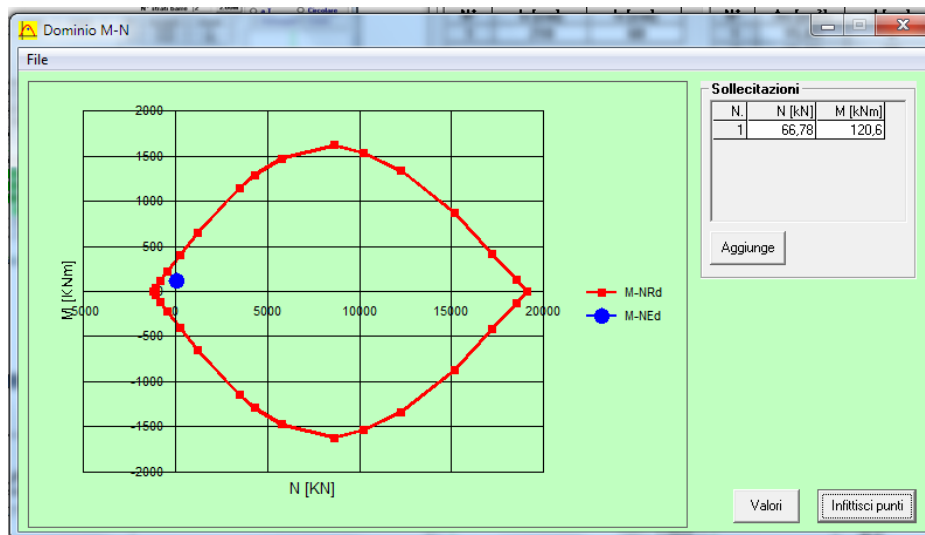 Dominio M-N
File
2000
1500
1000
500
0
-500
-1000
-1500
-2000
M [KNm]
-5000
0
5000
10000
15000
20000
N [KN]
M-NRd
M-NEd
Sollecitazioni
N. N [kN] M [kNm]
1 66,78 120,6
Aggiunge
Valori
Infittisci punti